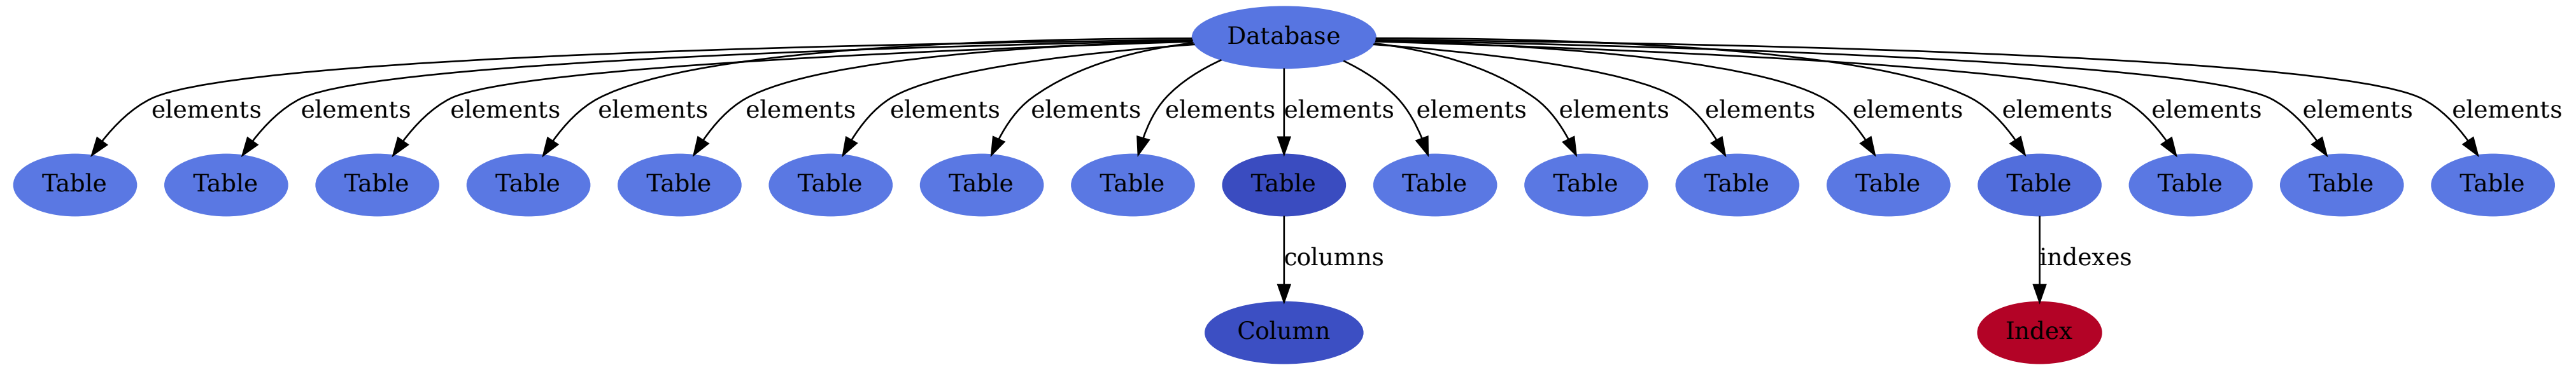 Database
elements elements elements elements elements elements elements elements elements elements elements elements elements elements elements elements elements
Table Table Table Table Table Table Table Table Table Table Table Table Table Table Table Table Table
columns indexes
Column Index